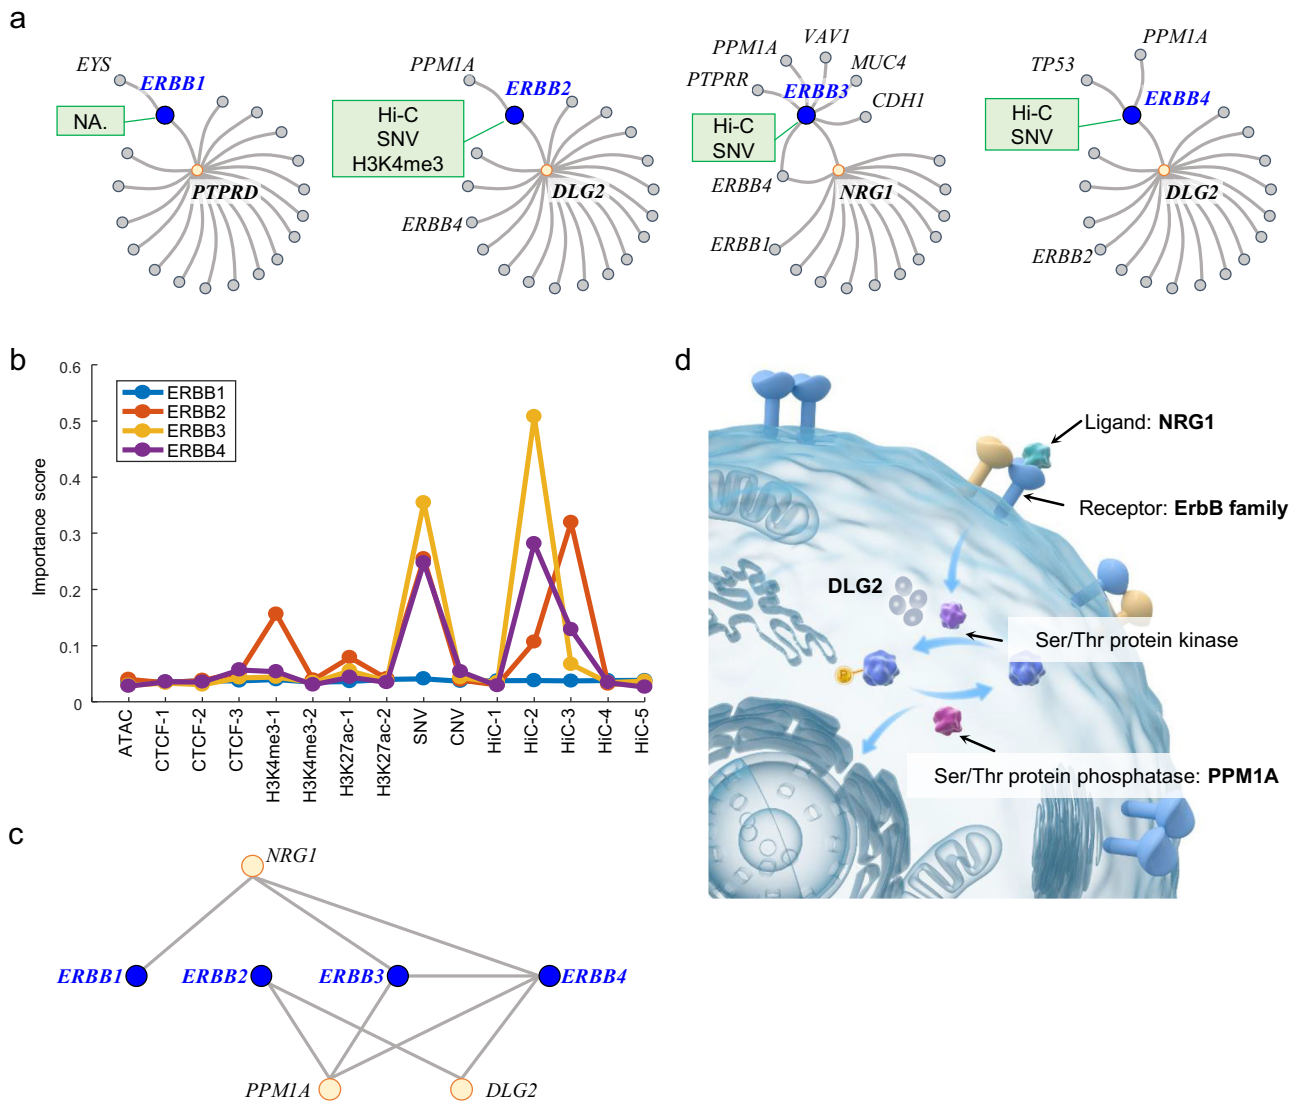 a
EYS
ERBB1
NA.
PTPRD
PPM1A
ERBB2
Hi-C
SNV
H3K4me3
DLG2
ERBB4
PPM1A
VAV1
MUC4
PTPRR
ERBB3
CDH1
Hi-C
SNV
ERBB4
NRG1
ERBB1
PPM1A
TP53
ERBB4
Hi-C
SNV
DLG2
ERBB2
b
Importance score
0.6
0.5
0.4
0.3
0.2
0.1
0
ERBB1
ERBB2
ERBB3
ERBB4
ATAC
CTCF-1
CTCF-2
CTCF-3
H3K4me3-1
H3K4me3-2
H3K27ac-1
H3K27ac-2
SNV
CNV
HiC-1
HiC-2
HiC-3
HiC-4
HiC-5
c
NRG1
ERBB1
ERBB2
ERBB3
ERBB4
PPM1A
DLG2
d
Ligand: NRG1
Receptor: ErbB family
DLG2
Ser/Thr protein kinase
P
Ser/Thr protein phosphatase: PPM1A